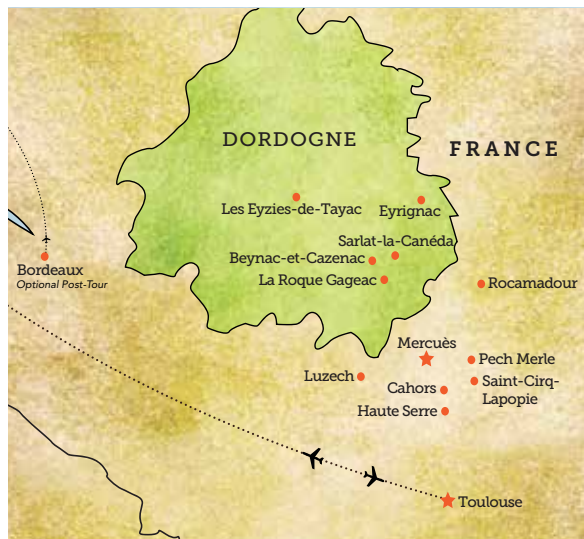 DORDOGNE
FRANCE
Les Eyzies-de-Tayac
Eyrignac
Sarlat-la-Canéda
Beynac-et-Cazenac
La Roque Gageac
Bordeaux
Optional Post-Tour
Rocamadour
Mercuès
Pech Merle
Luzech
Saint-Cirq-
Lapopie
Cahors
Haute Serre
Toulouse